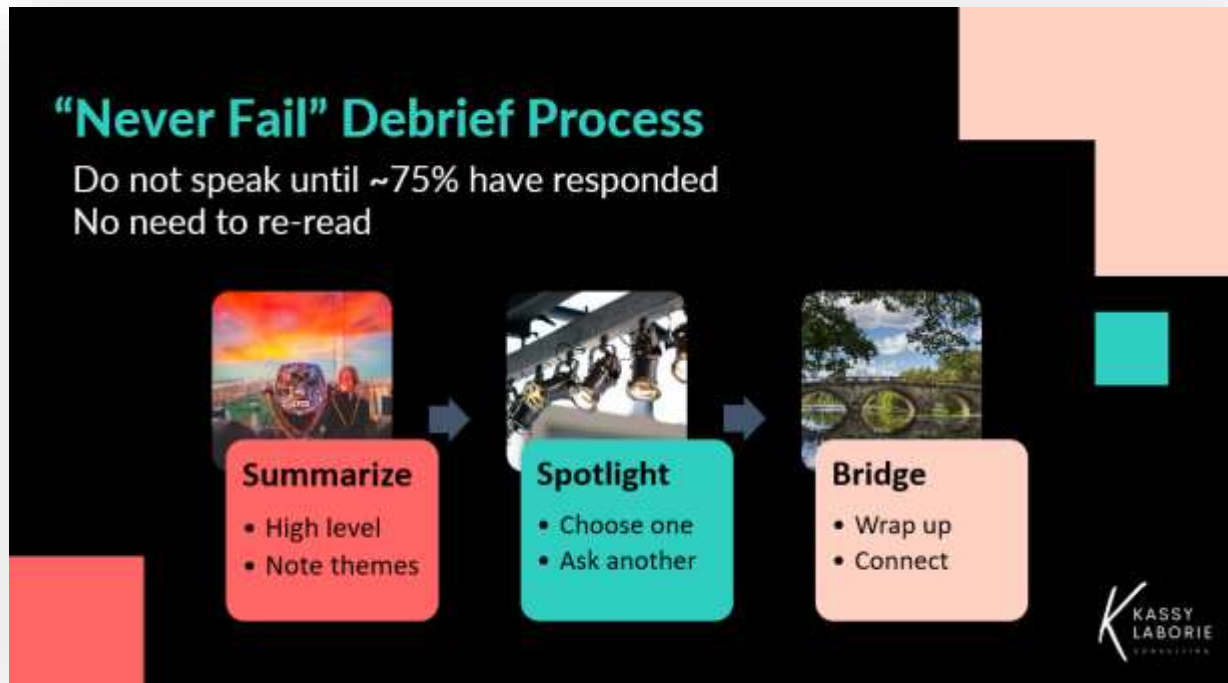 “Never Fail” Debrief Process
Do not speak until ~75% have responded
No need to re-read
Summarize
• High level
• Note themes
Spotlight
• Choose one
• Ask another
Bridge
• Wrap up
• Connect
KASSY
LABORIE
CONSULTING